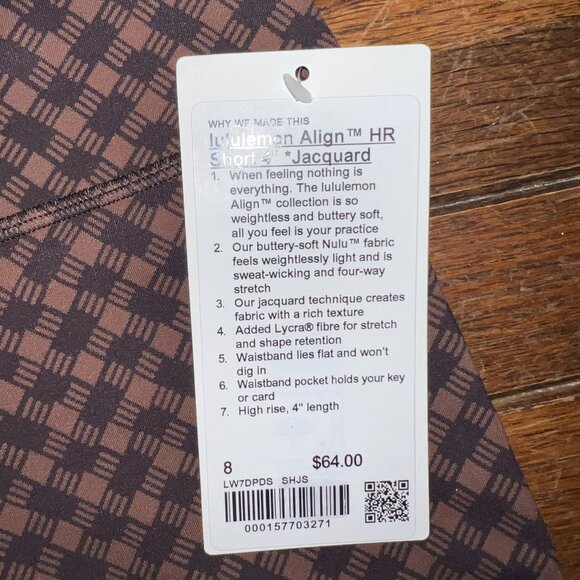 WHY WE MADE THIS
lululemon Align™ HR
Short 4" *Jacquard
1. When feeling nothing is
everything. The lululemon
Align™ collection is so
weightless and buttery soft,
all you feel is your practice
2. Our buttery-soft Nulu™ fabric
feels weightlessly light and is
sweat-wicking and four-way
stretch
3. Our jacquard technique creates
fabric with a rich texture
4. Added Lycra® fibre for stretch
and shape retention
5. Waistband lies flat and won't
dig in
6. Waistband pocket holds your key
or card
7. High rise, 4" length
8 $64.00
LW7DPDS SHJS
000157703271